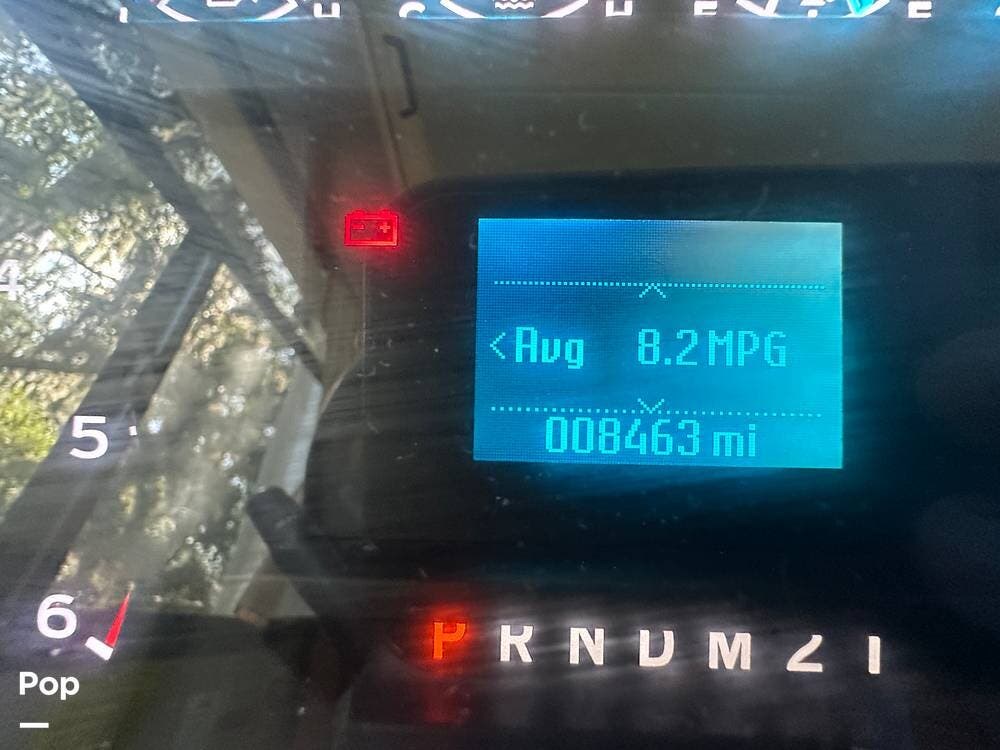 H C H E F E
4
<Avg 8.2 MPG
5
008463 mi
6
P R N D M 2 1
Pop